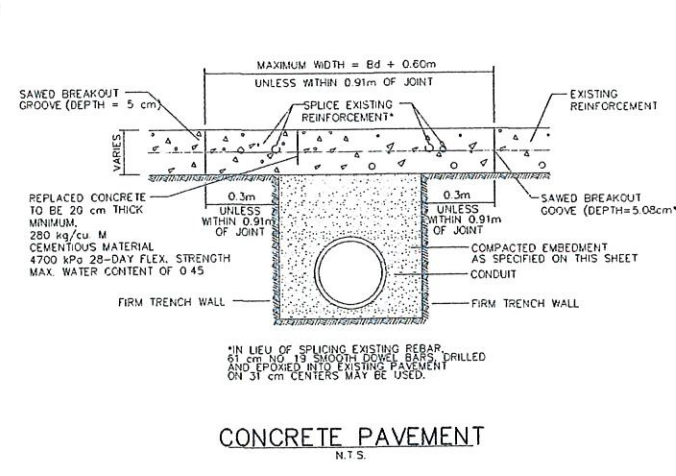 MAXIMUM WIDTH = Bd + 0.60m
UNLESS WITHIN 0.91m OF JOINT
SAWED BREAKOUT
GROOVE (DEPTH = 5 cm)
SPLICE EXISTING
REINFORCEMENT*
EXISTING
REINFORCEMENT
VARIES
REPLACED CONCRETE
TO BE 20 cm THICK
MINIMUM,
280 kg/cu. M
CEMENTIOUS MATERIAL
4700 kPa 28-DAY FLEX. STRENGTH
MAX. WATER CONTENT OF 0.45
0.3m
UNLESS
WITHIN 0.91m
OF JOINT
0.3m
UNLESS
WITHIN 0.91m
OF JOINT
SAWED BREAKOUT
GOOVE (DEPTH=5.08cm"
COMPACTED EMBEDMENT
AS SPECIFIED ON THIS SHEET
CONDUIT
FIRM TRENCH WALL
FIRM TRENCH WALL
*IN LIEU OF SPLICING EXISTING REBAR,
61 cm NO. 19 SMOOTH DOWEL BARS, DRILLED
AND EPOXIED INTO EXISTING PAVEMENT
ON 31 cm CENTERS MAY BE USED.
CONCRETE PAVEMENT
N.T.S.